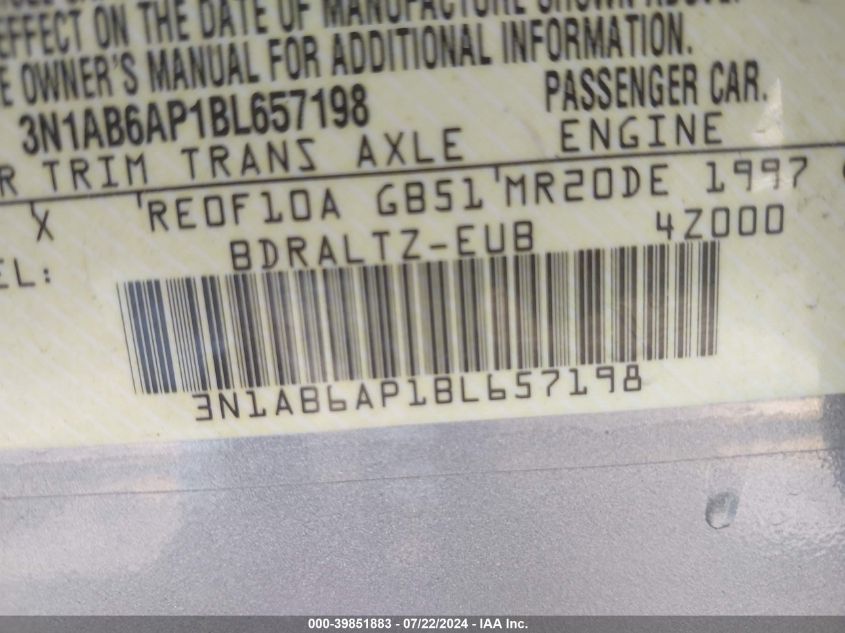 EFFECT ON THE DATE OF MANUFACTURE SHOWN ABOVE.
OWNER'S MANUAL FOR ADDITIONAL INFORMATION.
3N1AB6AP1BL657198 PASSENGER CAR.
R TRIM TRANS AXLE ENGINE
X 'REOF10A GB51'MR20DE 1997
BDRALTZ-EUB 4Z000
EL:
3N1AB6AP1BL657198
000-39851883 / 07/22/2024 - IAA Inc.